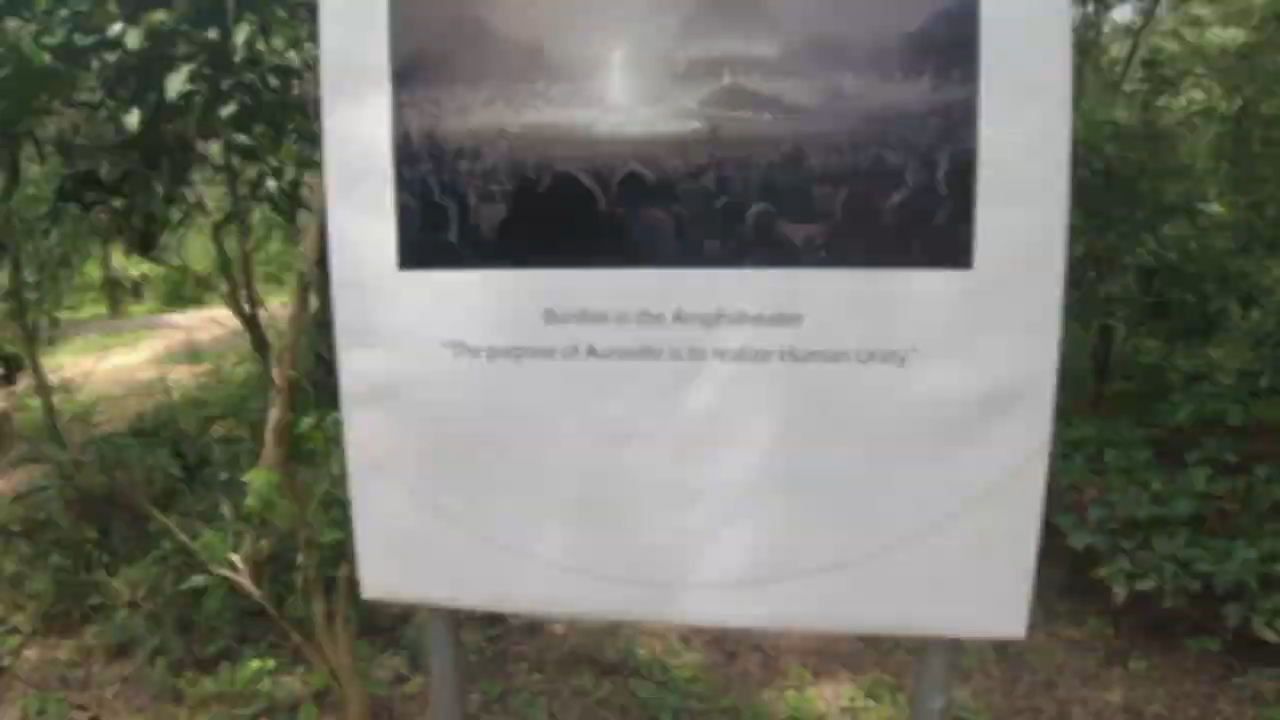 Bonfire in the Amphitheater
"The purpose of Auroville is to realize Human Unity"